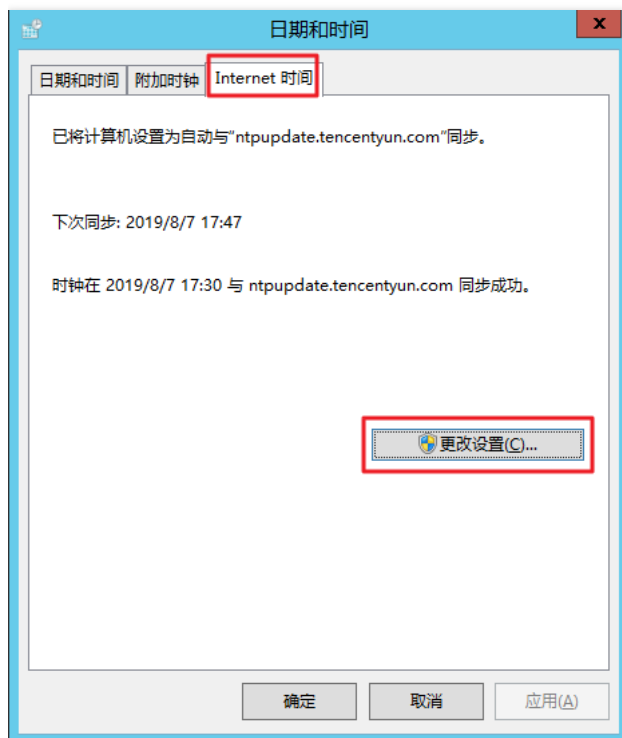 日期和时间
x
日期和时间 附加时钟 Internet 时间
已将计算机设置为自动与"ntpupdate.tencentyun.com"同步。
下次同步: 2019/8/7 17:47
时钟在 2019/8/7 17:30 与 ntpupdate.tencentyun.com 同步成功。
更改设置(C)...
确定 取消 应用(A)